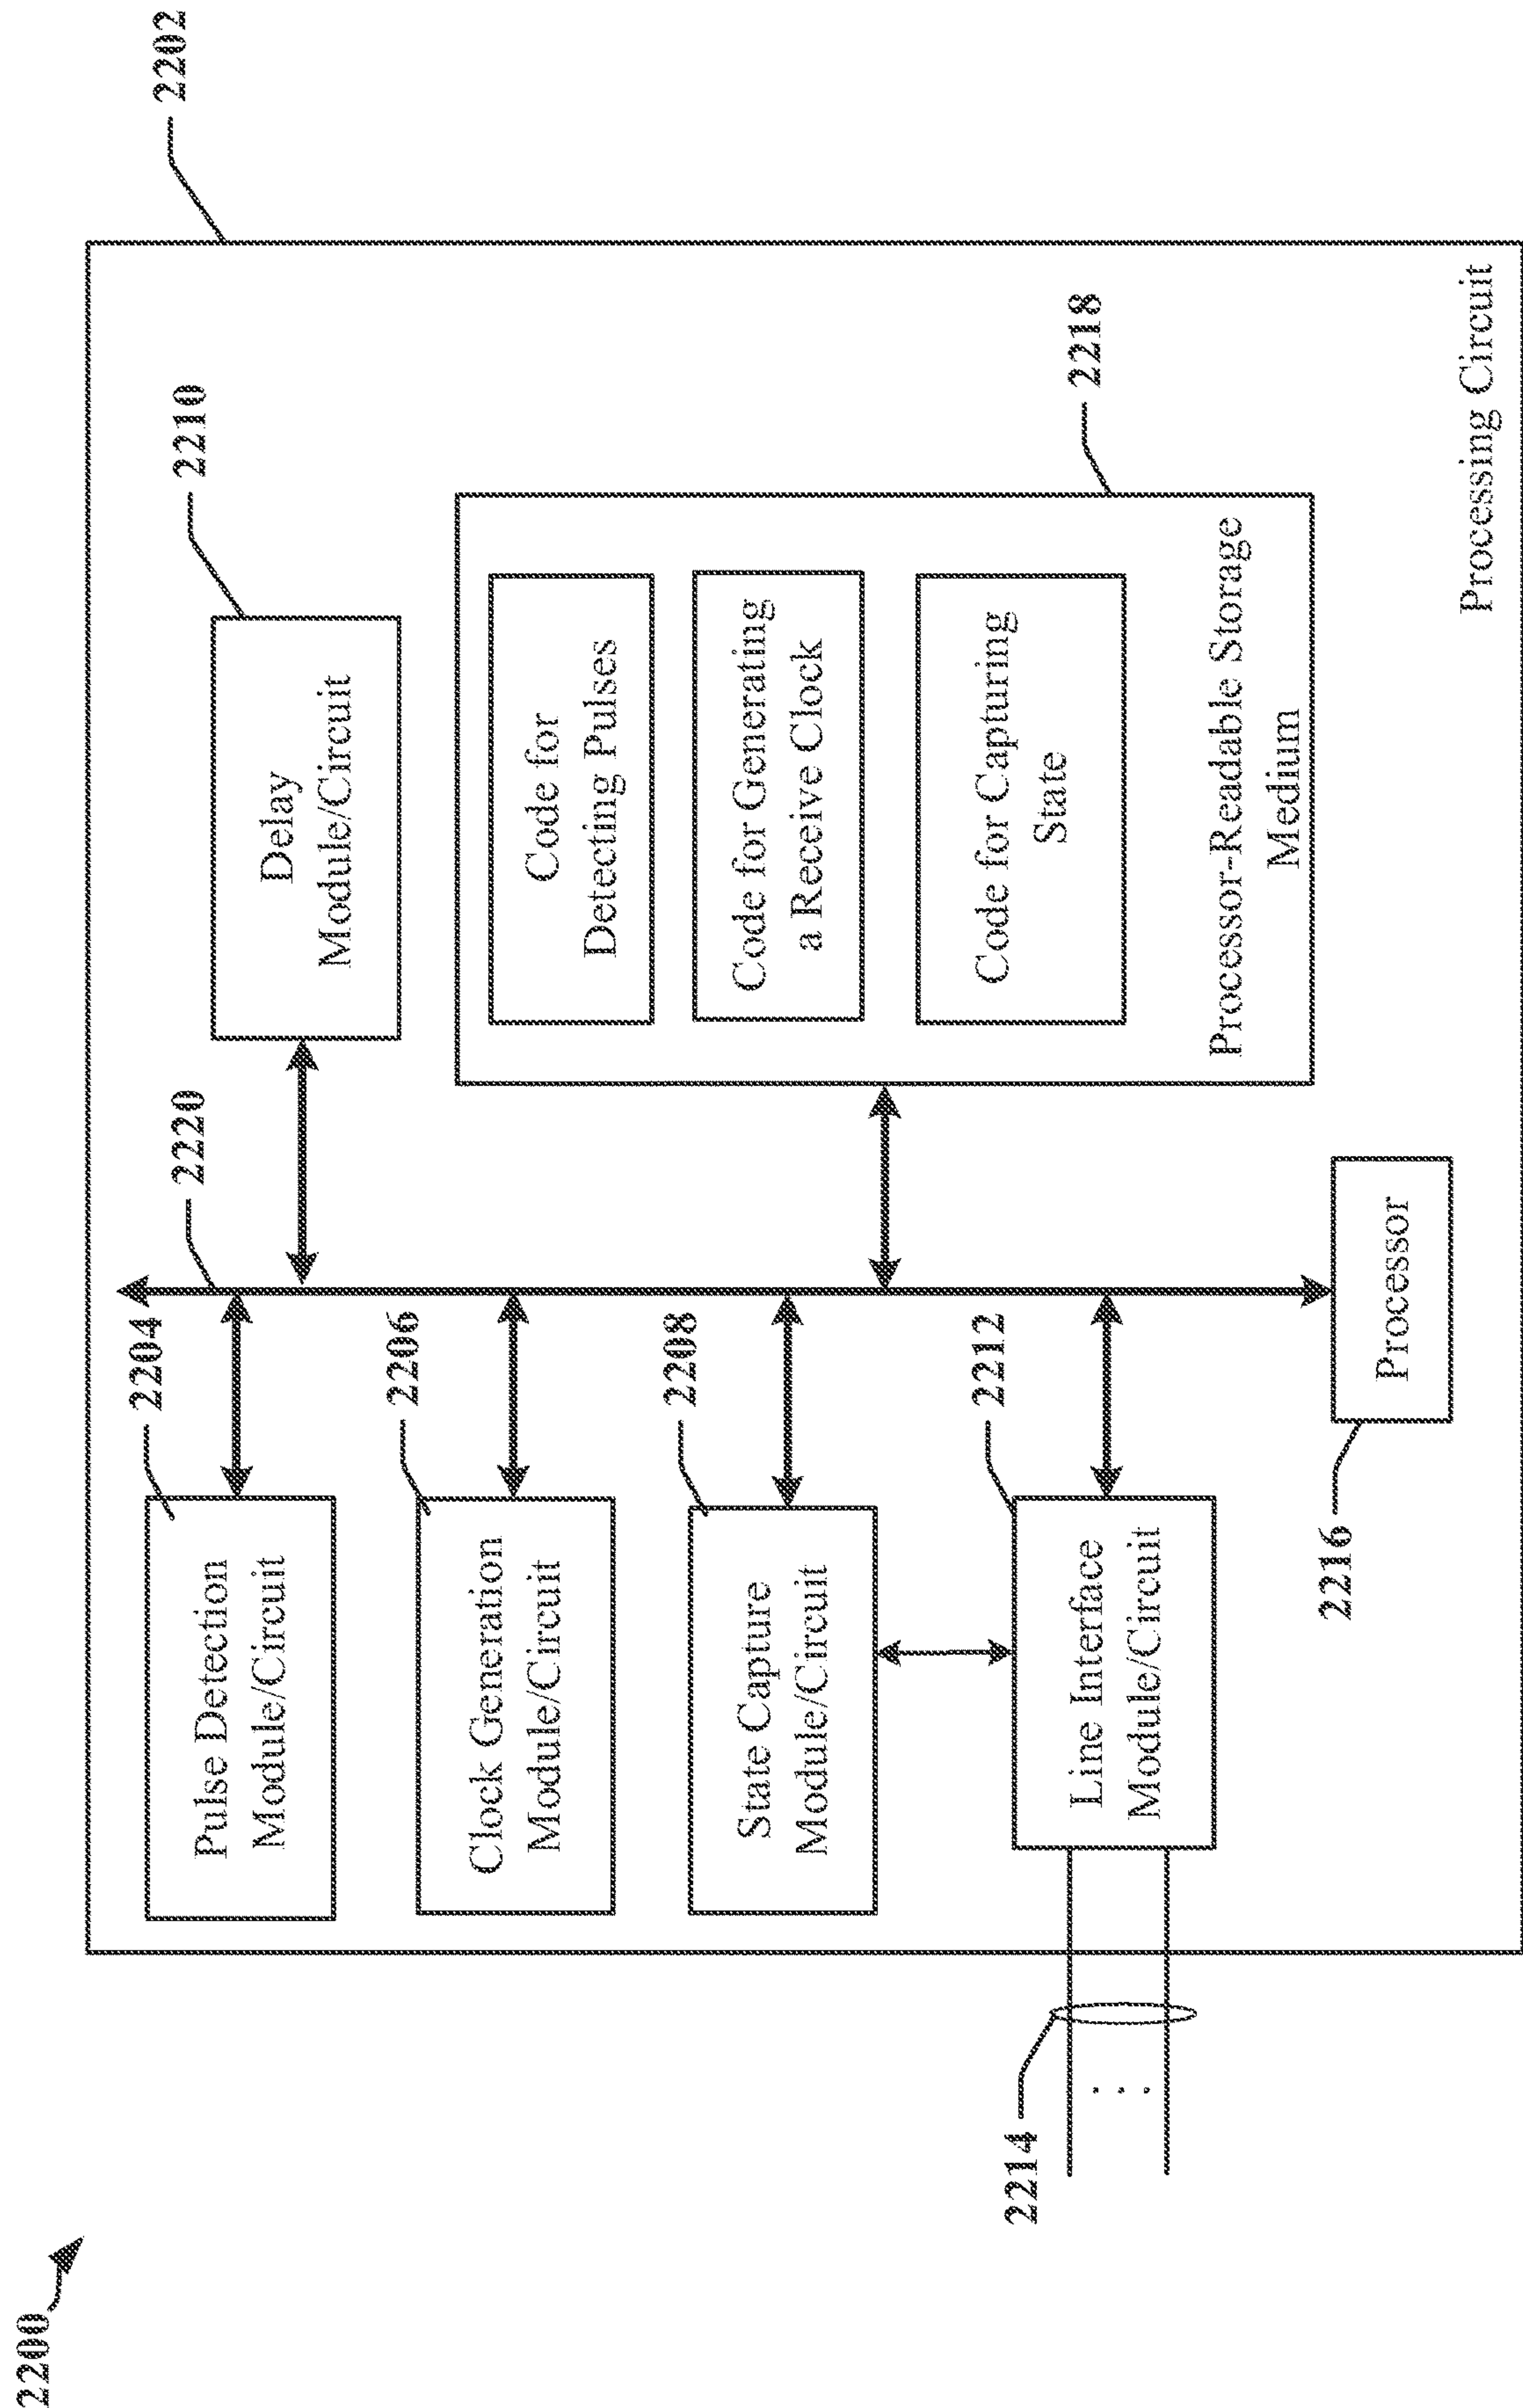 2200
2202
2204
Pulse Detection
Module/Circuit
2220
2210
Delay
Module/Circuit
2206
Clock Generation
Module/Circuit
2208
State Capture
Module/Circuit
2218
Code for
Detecting Pulses
Code for Generating
a Receive Clock
Code for Capturing
State
Processor-Readable Storage
Medium
2212
Line Interface
Module/Circuit
2214
2216
Processor
Processing Circuit